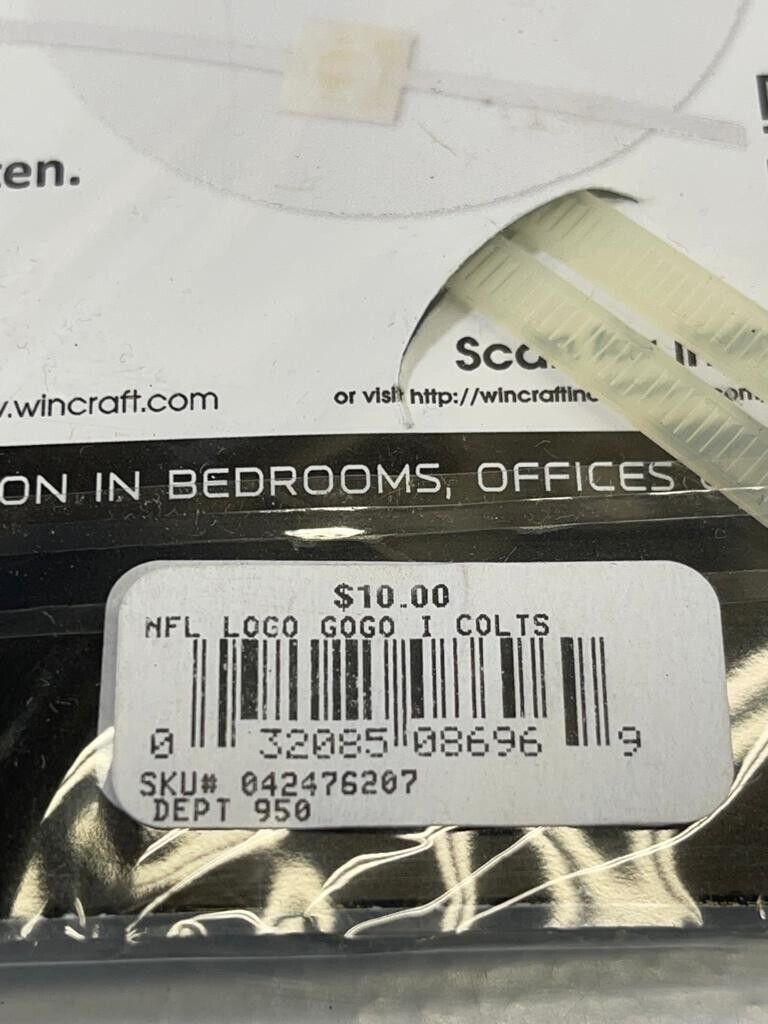 ten.
.wincraft.com
or visit http://wincraftinc
ON IN BEDROOMS, OFFICES
$10.00
NFL LOGO GOGO I COLTS
0 32085 08696 9
SKU# 042476207
DEPT 950